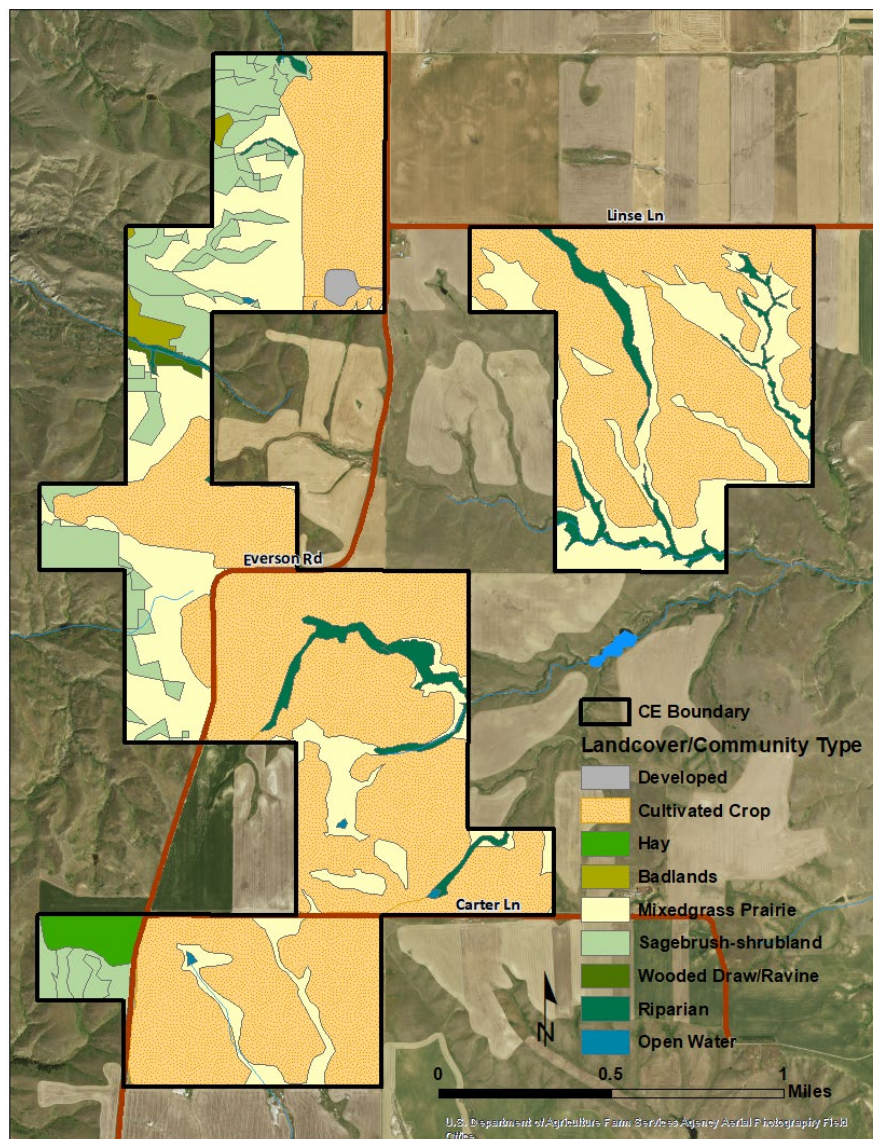 Linse Ln
Everson Rd
CE Boundary
Landcover/Community Type
Developed
Cultivated Crop
Hay
Badlands
Mixedgrass Prairie
Carter Ln
Sagebrush-shrubland
Wooded Draw/Ravine
Riparian
N
Open Water
0 0.5 1
Miles
U.S. Department of Agriculture Farm Services Agency Aerial Photography Field
Office